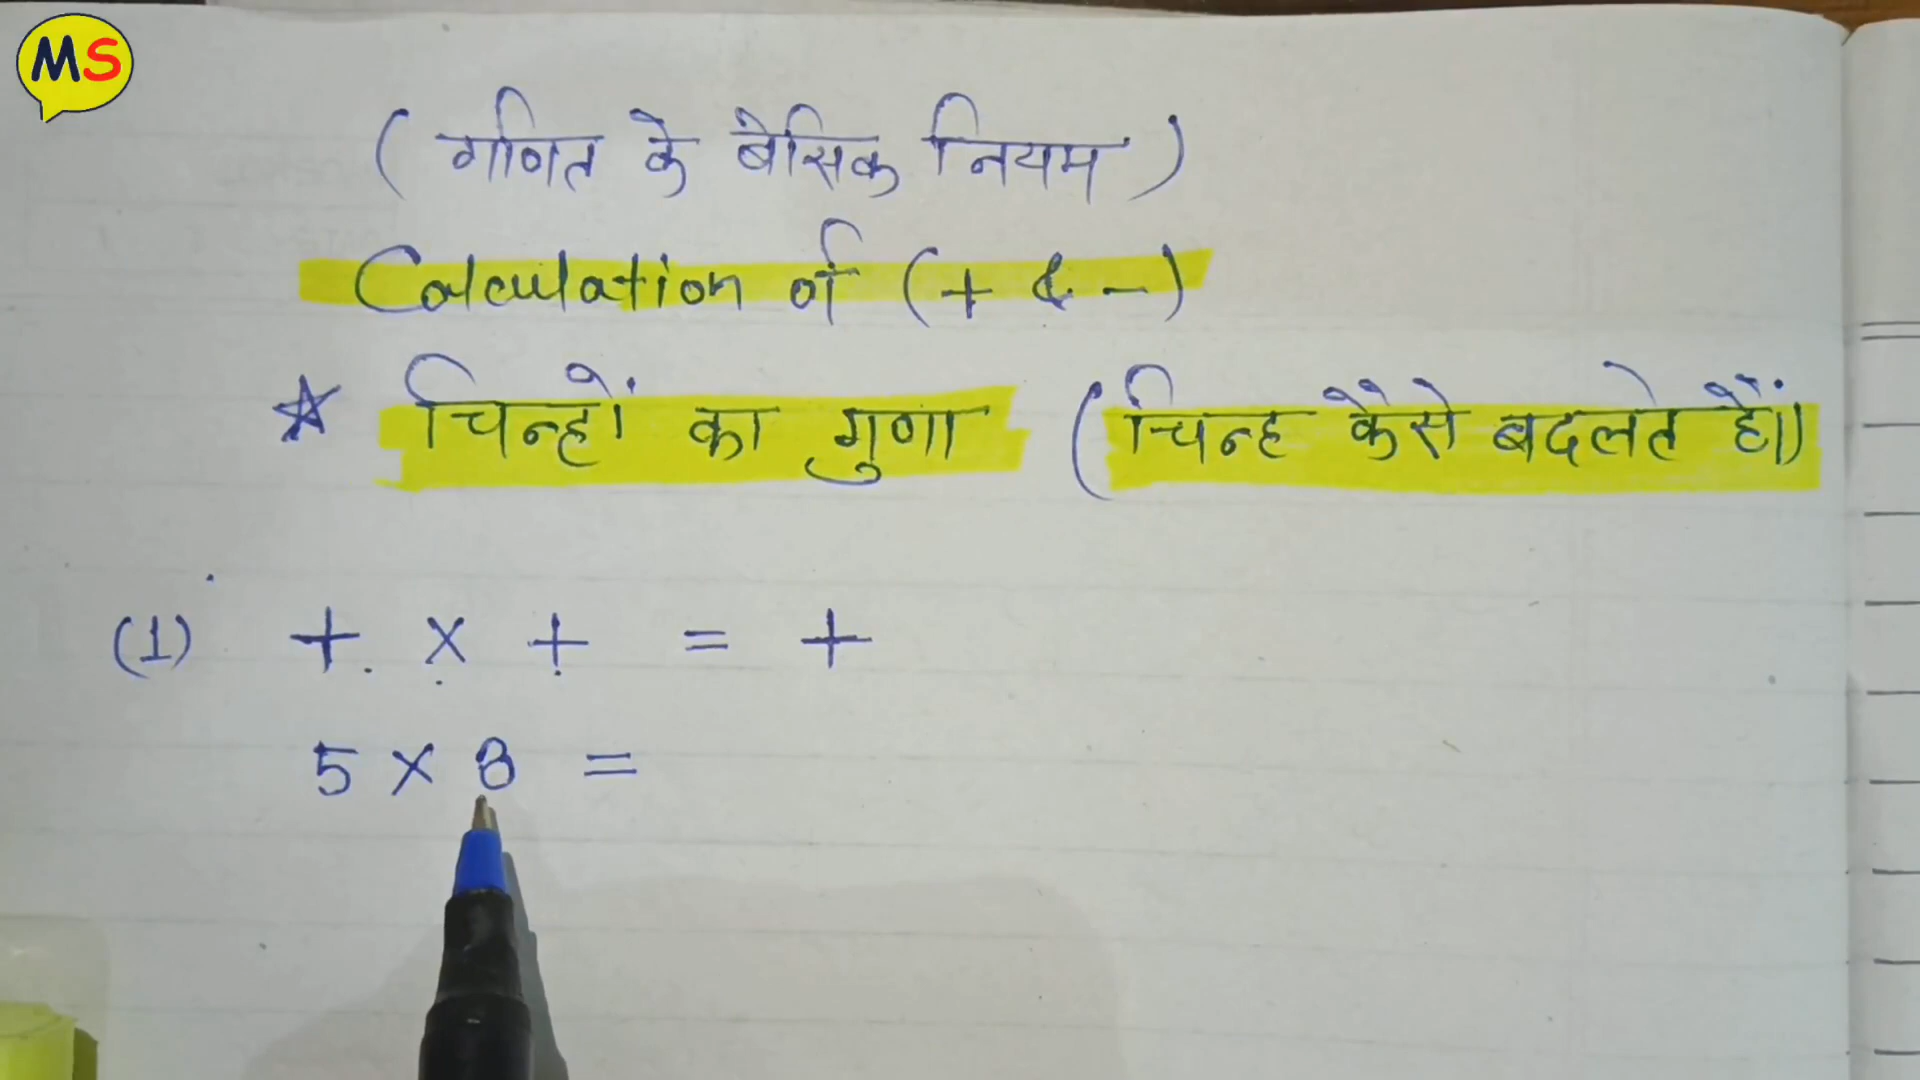 MS
( गणित के बेसिक नियम )
Calculation of (+ & -)
☆ चिन्हों का गुणा (चिन्ह कैसे बदलते हैं।)
(1) + × + = +
5 × 3 =